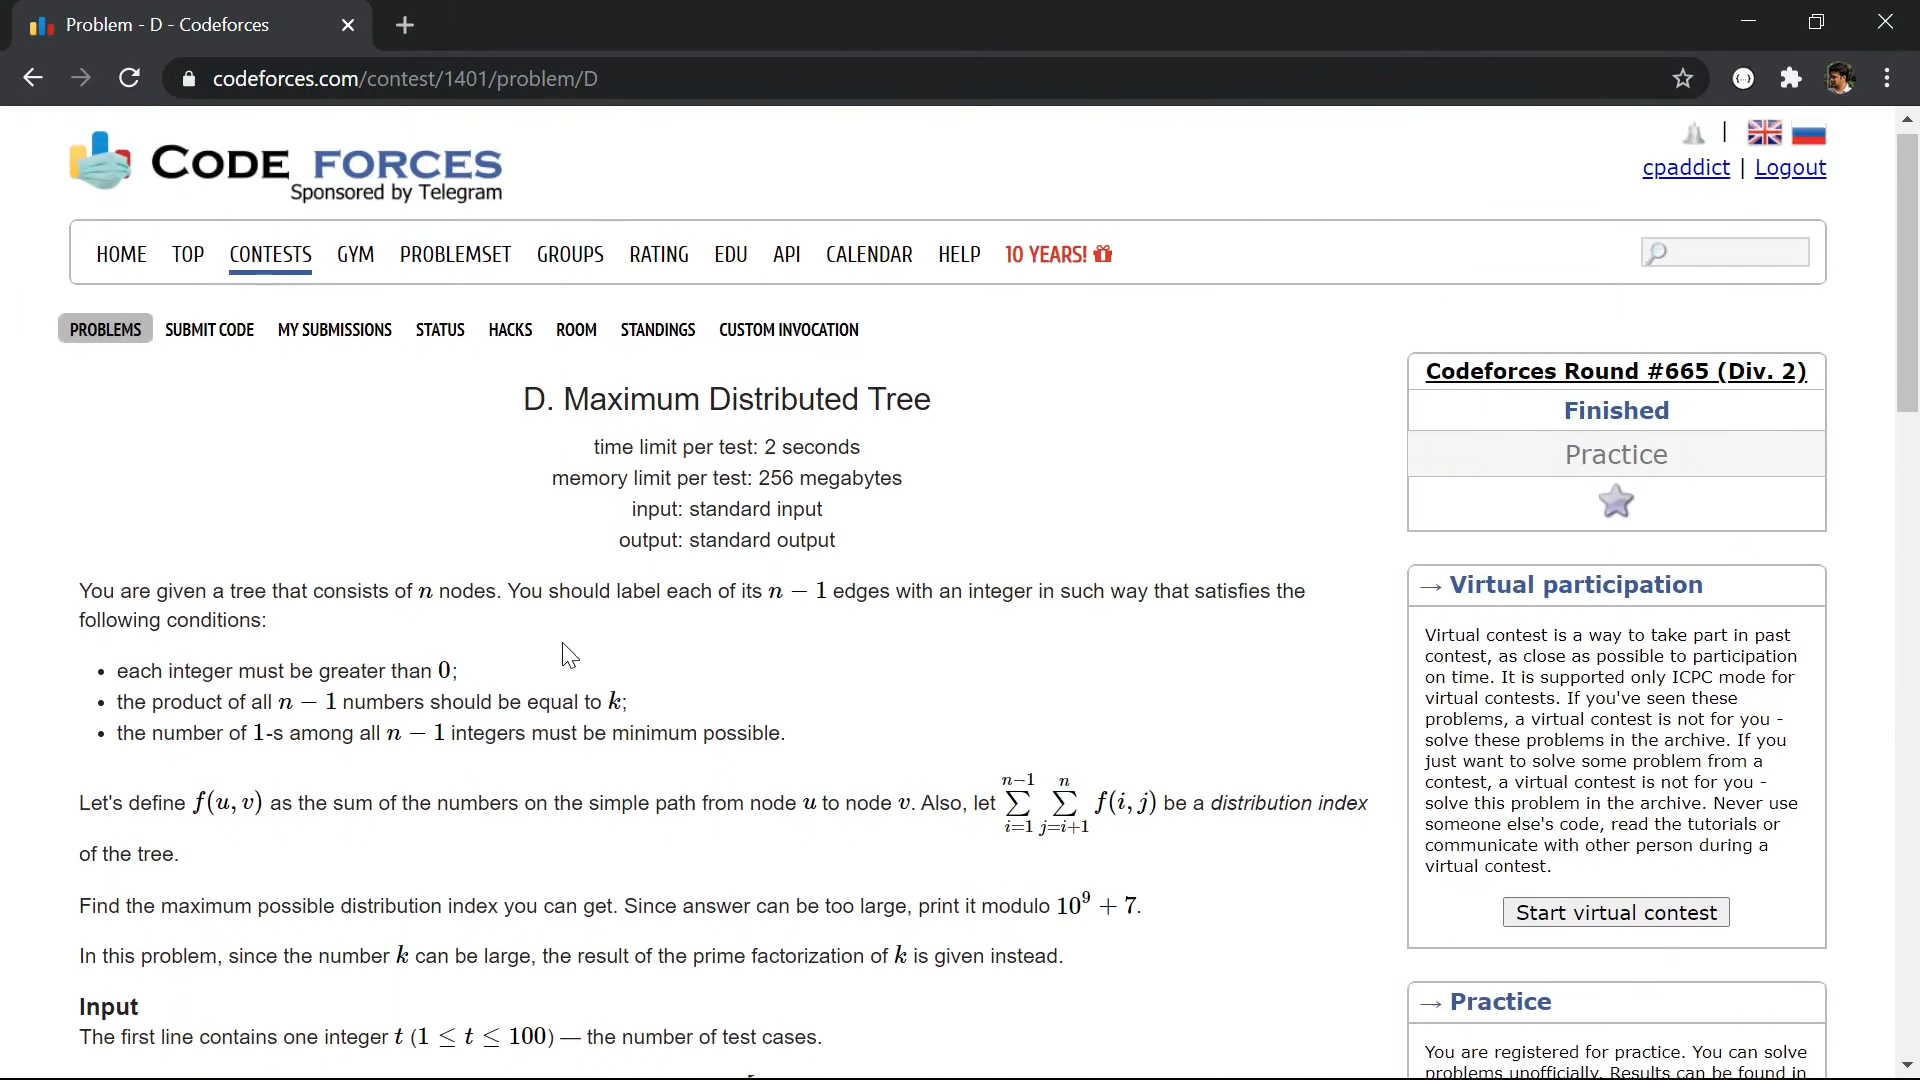 Problem - D - Codeforces
codeforces.com/contest/1401/problem/D
CODE FORCES
Sponsored by Telegram
cpaddict | Logout
HOME TOP CONTESTS GYM PROBLEMSET GROUPS RATING EDU API CALENDAR HELP 10 YEARS!
PROBLEMS SUBMIT CODE MY SUBMISSIONS STATUS HACKS ROOM STANDINGS CUSTOM INVOCATION
D. Maximum Distributed Tree
time limit per test: 2 seconds
memory limit per test: 256 megabytes
input: standard input
output: standard output
You are given a tree that consists of n nodes. You should label each of its n − 1 edges with an integer in such way that satisfies the
following conditions:
• each integer must be greater than 0;
• the product of all n − 1 numbers should be equal to k;
• the number of 1-s among all n − 1 integers must be minimum possible.
Let's define f(u, v) as the sum of the numbers on the simple path from node u to node v. Also, let ∑_{i=1}^{n−1} ∑_{j=i+1}^{n} f(i, j) be a distribution index
of the tree.
Find the maximum possible distribution index you can get. Since answer can be too large, print it modulo 10⁹ + 7.
In this problem, since the number k can be large, the result of the prime factorization of k is given instead.
Input
The first line contains one integer t (1 ≤ t ≤ 100) — the number of test cases.
Codeforces Round #665 (Div. 2)
Finished
Practice
→ Virtual participation
Virtual contest is a way to take part in past
contest, as close as possible to participation
on time. It is supported only ICPC mode for
virtual contests. If you've seen these
problems, a virtual contest is not for you -
solve these problems in the archive. If you
just want to solve some problem from a
contest, a virtual contest is not for you -
solve this problem in the archive. Never use
someone else's code, read the tutorials or
communicate with other person during a
virtual contest.
Start virtual contest
→ Practice
You are registered for practice. You can solve
problems unofficially. Results can be found in